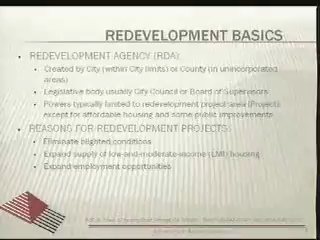 REDEVELOPMENT BASICS
REDEVELOPMENT AGENCY (RDA)
Created by City (within City limits) or County (in unincorporated
areas)
Legislative body usually City Council or Board of Supervisors
Powers typically limited to redevelopment project area (Project)
except for affordable housing and some public improvements
REASONS FOR REDEVELOPMENT PROJECTS
Eliminate blighted conditions
Expand supply of low-and-moderate-income (LMI) housing
Expand employment opportunities